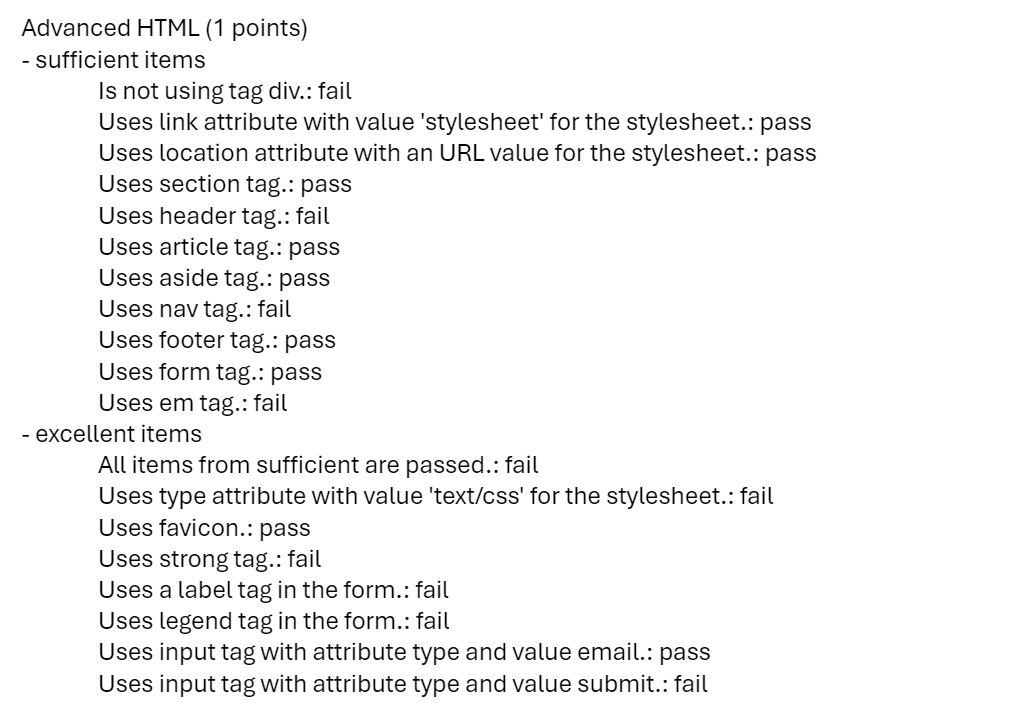 Advanced HTML (1 points)
- sufficient items
Is not using tag div.: fail
Uses link attribute with value 'stylesheet' for the stylesheet.: pass
Uses location attribute with an URL value for the stylesheet.: pass
Uses section tag.: pass
Uses header tag.: fail
Uses article tag.: pass
Uses aside tag.: pass
Uses nav tag.: fail
Uses footer tag.: pass
Uses form tag.: pass
Uses em tag.: fail
- excellent items
All items from sufficient are passed.: fail
Uses type attribute with value 'text/css' for the stylesheet.: fail
Uses favicon.: pass
Uses strong tag.: fail
Uses a label tag in the form.: fail
Uses legend tag in the form.: fail
Uses input tag with attribute type and value email.: pass
Uses input tag with attribute type and value submit.: fail